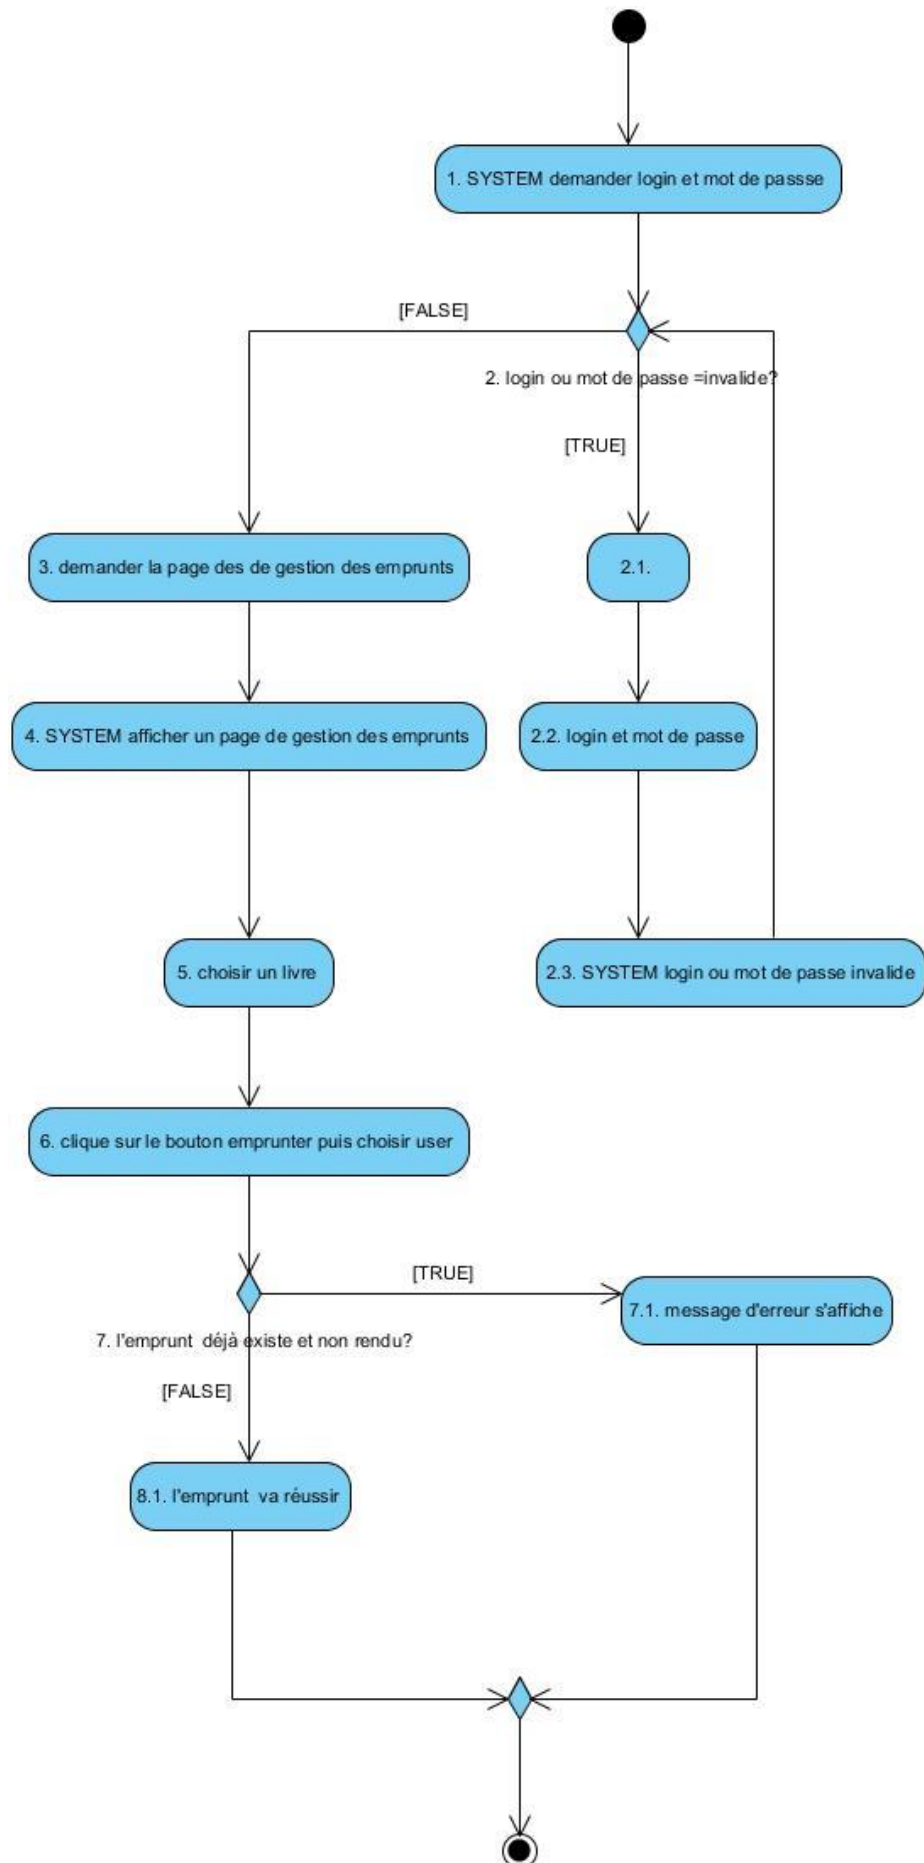 1. SYSTEM demander login et mot de passse
[FALSE]
2. login ou mot de passe =invalide?
[TRUE]
3. demander la page des de gestion des emprunts
2.1.
4. SYSTEM afficher un page de gestion des emprunts
2.2. login et mot de passe
5. choisir un livre
2.3. SYSTEM login ou mot de passe invalide
6. clique sur le bouton emprunter puis choisir user
[TRUE]
7.1. message d'erreur s'affiche
7. l'emprunt déjà existe et non rendu?
[FALSE]
8.1. l'emprunt va réussir